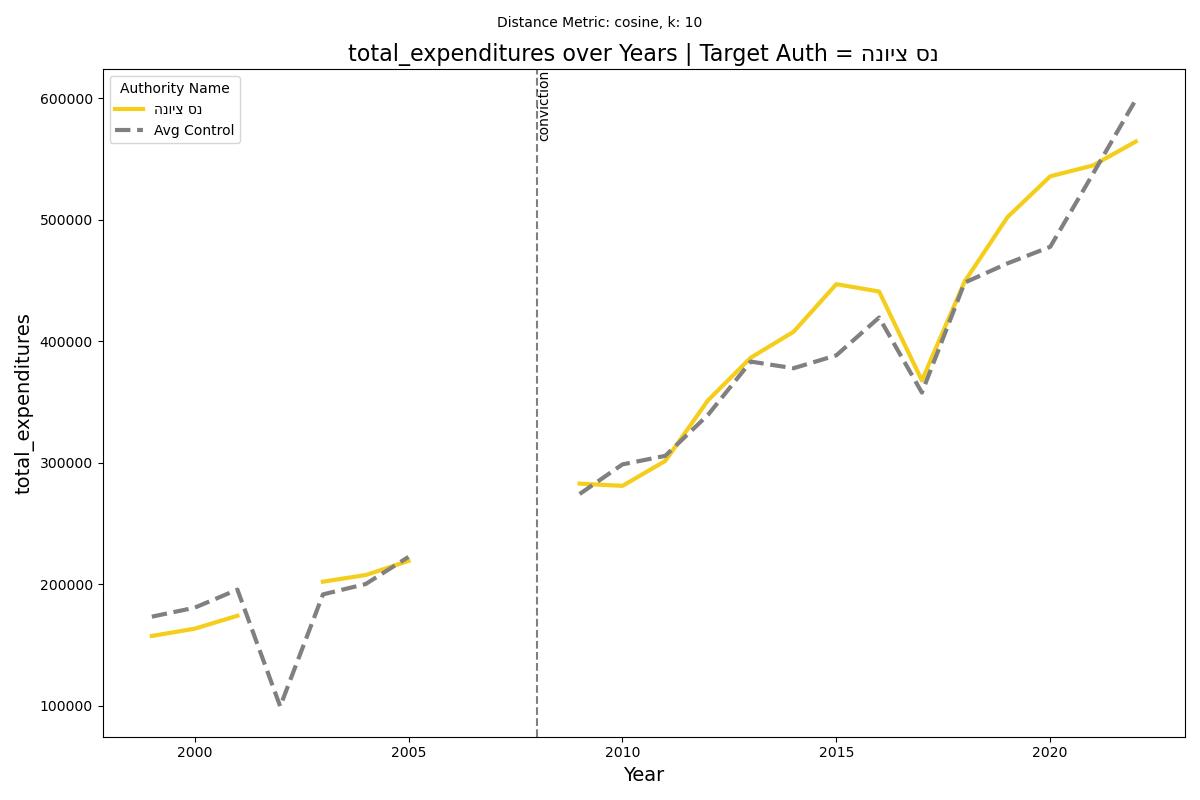 Distance Metric: cosine, k: 10
total_expenditures over Years | Target Auth = נס ציונה
Authority Name
נס ציונה
Avg Control
conviction
600000
500000
400000
300000
200000
100000
total_expenditures
2000 2005 2010 2015 2020
Year